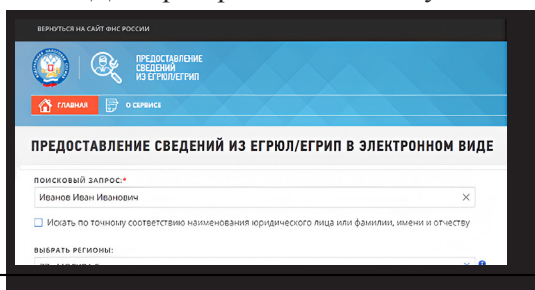 ВЕРНУТЬСЯ НА САЙТ ФНС РОССИИ
ПРЕДОСТАВЛЕНИЕ
СВЕДЕНИЙ
ИЗ ЕГРЮЛ/ЕГРИП
ГЛАВНАЯ О СЕРВИСЕ
ПРЕДОСТАВЛЕНИЕ СВЕДЕНИЙ ИЗ ЕГРЮЛ/ЕГРИП В ЭЛЕКТРОННОМ ВИДЕ
ПОИСКОВЫЙ ЗАПРОС:*
Иванов Иван Иванович
Искать по точному соответствию наименования юридического лица или фамилии, имени и отчеству
ВЫБРАТЬ РЕГИОНЫ: